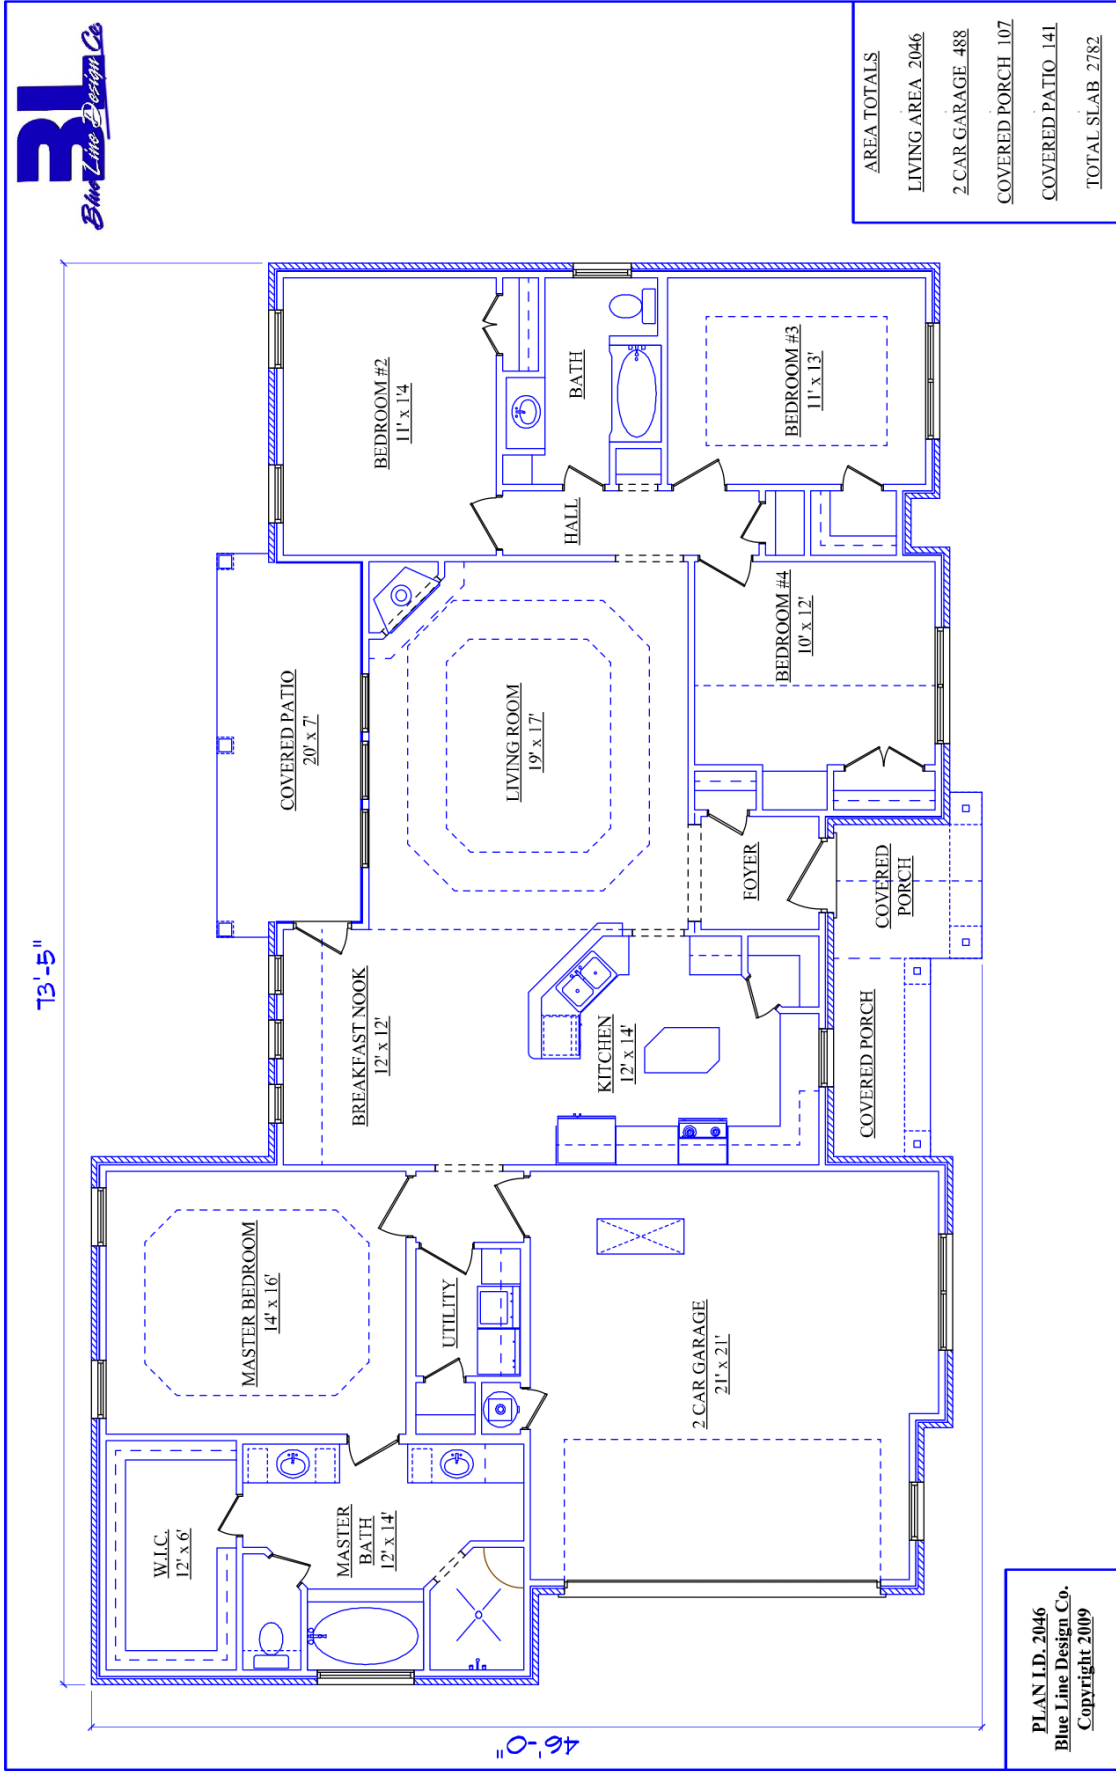 BL
Blue Line Design Co
73'-5"
46'-0"
COVERED PATIO
20' x 7'
BEDROOM #2
11' x 1'4
BATH
HALL
BEDROOM #3
11' x 13'
BEDROOM #4
10' x 12'
LIVING ROOM
19' x 17'
FOYER
COVERED
PORCH
COVERED PORCH
BREAKFAST NOOK
12' x 12'
KITCHEN
12' x 14'
MASTER BEDROOM
14' x 16'
UTILITY
2 CAR GARAGE
21' x 21'
W.I.C.
12' x 6'
MASTER
BATH
12' x 14'
AREA TOTALS
LIVING AREA 2046
2 CAR GARAGE 488
COVERED PORCH 107
COVERED PATIO 141
TOTAL SLAB 2782
PLAN I.D. 2046
Blue Line Design Co.
Copyright 2009